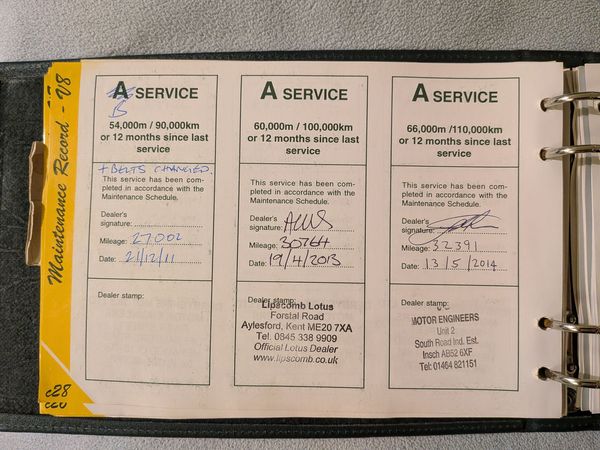 Maintenance Record - V8
c28
A SERVICE
B
54,000m / 90,000km
or 12 months since last
service
+ BELTS CHANGED.
This service has been com-
pleted in accordance with the
Maintenance Schedule.
Dealer's
signature:
Mileage: 27002
Date: 21/12/11
Dealer stamp:
A SERVICE
60,000m / 100,000km
or 12 months since last
service
This service has been com-
pleted in accordance with the
Maintenance Schedule.
Dealer's
signature:
Mileage: 30264
Date: 19/4/2013
Dealer stamp:
Lipscomb Lotus
Forstal Road
Aylesford, Kent ME20 7XA
Tel. 0845 338 9909
Official Lotus Dealer
www.lipscomb.co.uk
A SERVICE
66,000m /110,000km
or 12 months since last
service
This service has been com-
pleted in accordance with the
Maintenance Schedule.
Dealer's
signature:
Mileage: 32391
Date: 13/5/2014
Dealer stamp:
MOTOR ENGINEERS
Unit 2
South Road Ind. Est.
Insch AB52 6XF
Tel: 01464 821151